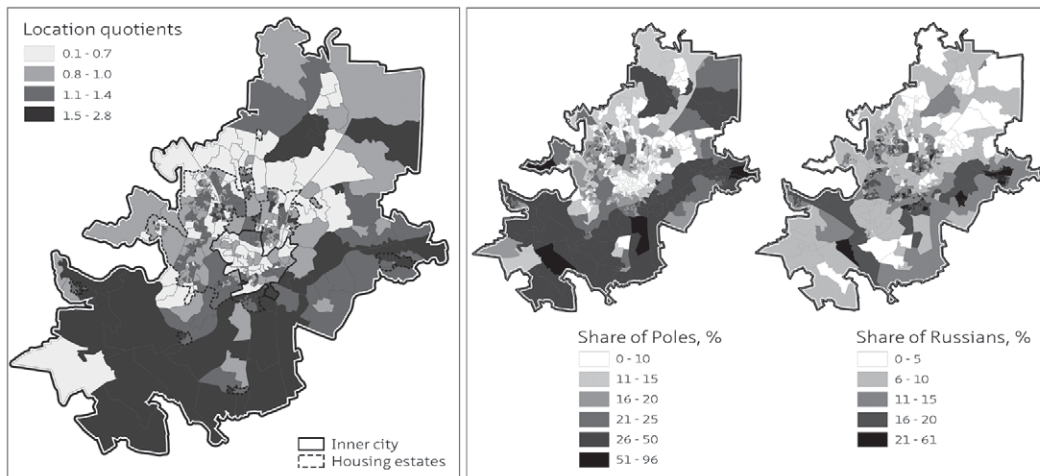 Location quotients
0.1 - 0.7
0.8 - 1.0
1.1 - 1.4
1.5 - 2.8
Inner city
Housing estates
Share of Poles, %
0 - 10
11 - 15
16 - 20
21 - 25
26 - 50
51 - 96
Share of Russians, %
0 - 5
6 - 10
11 - 15
16 - 20
21 - 61